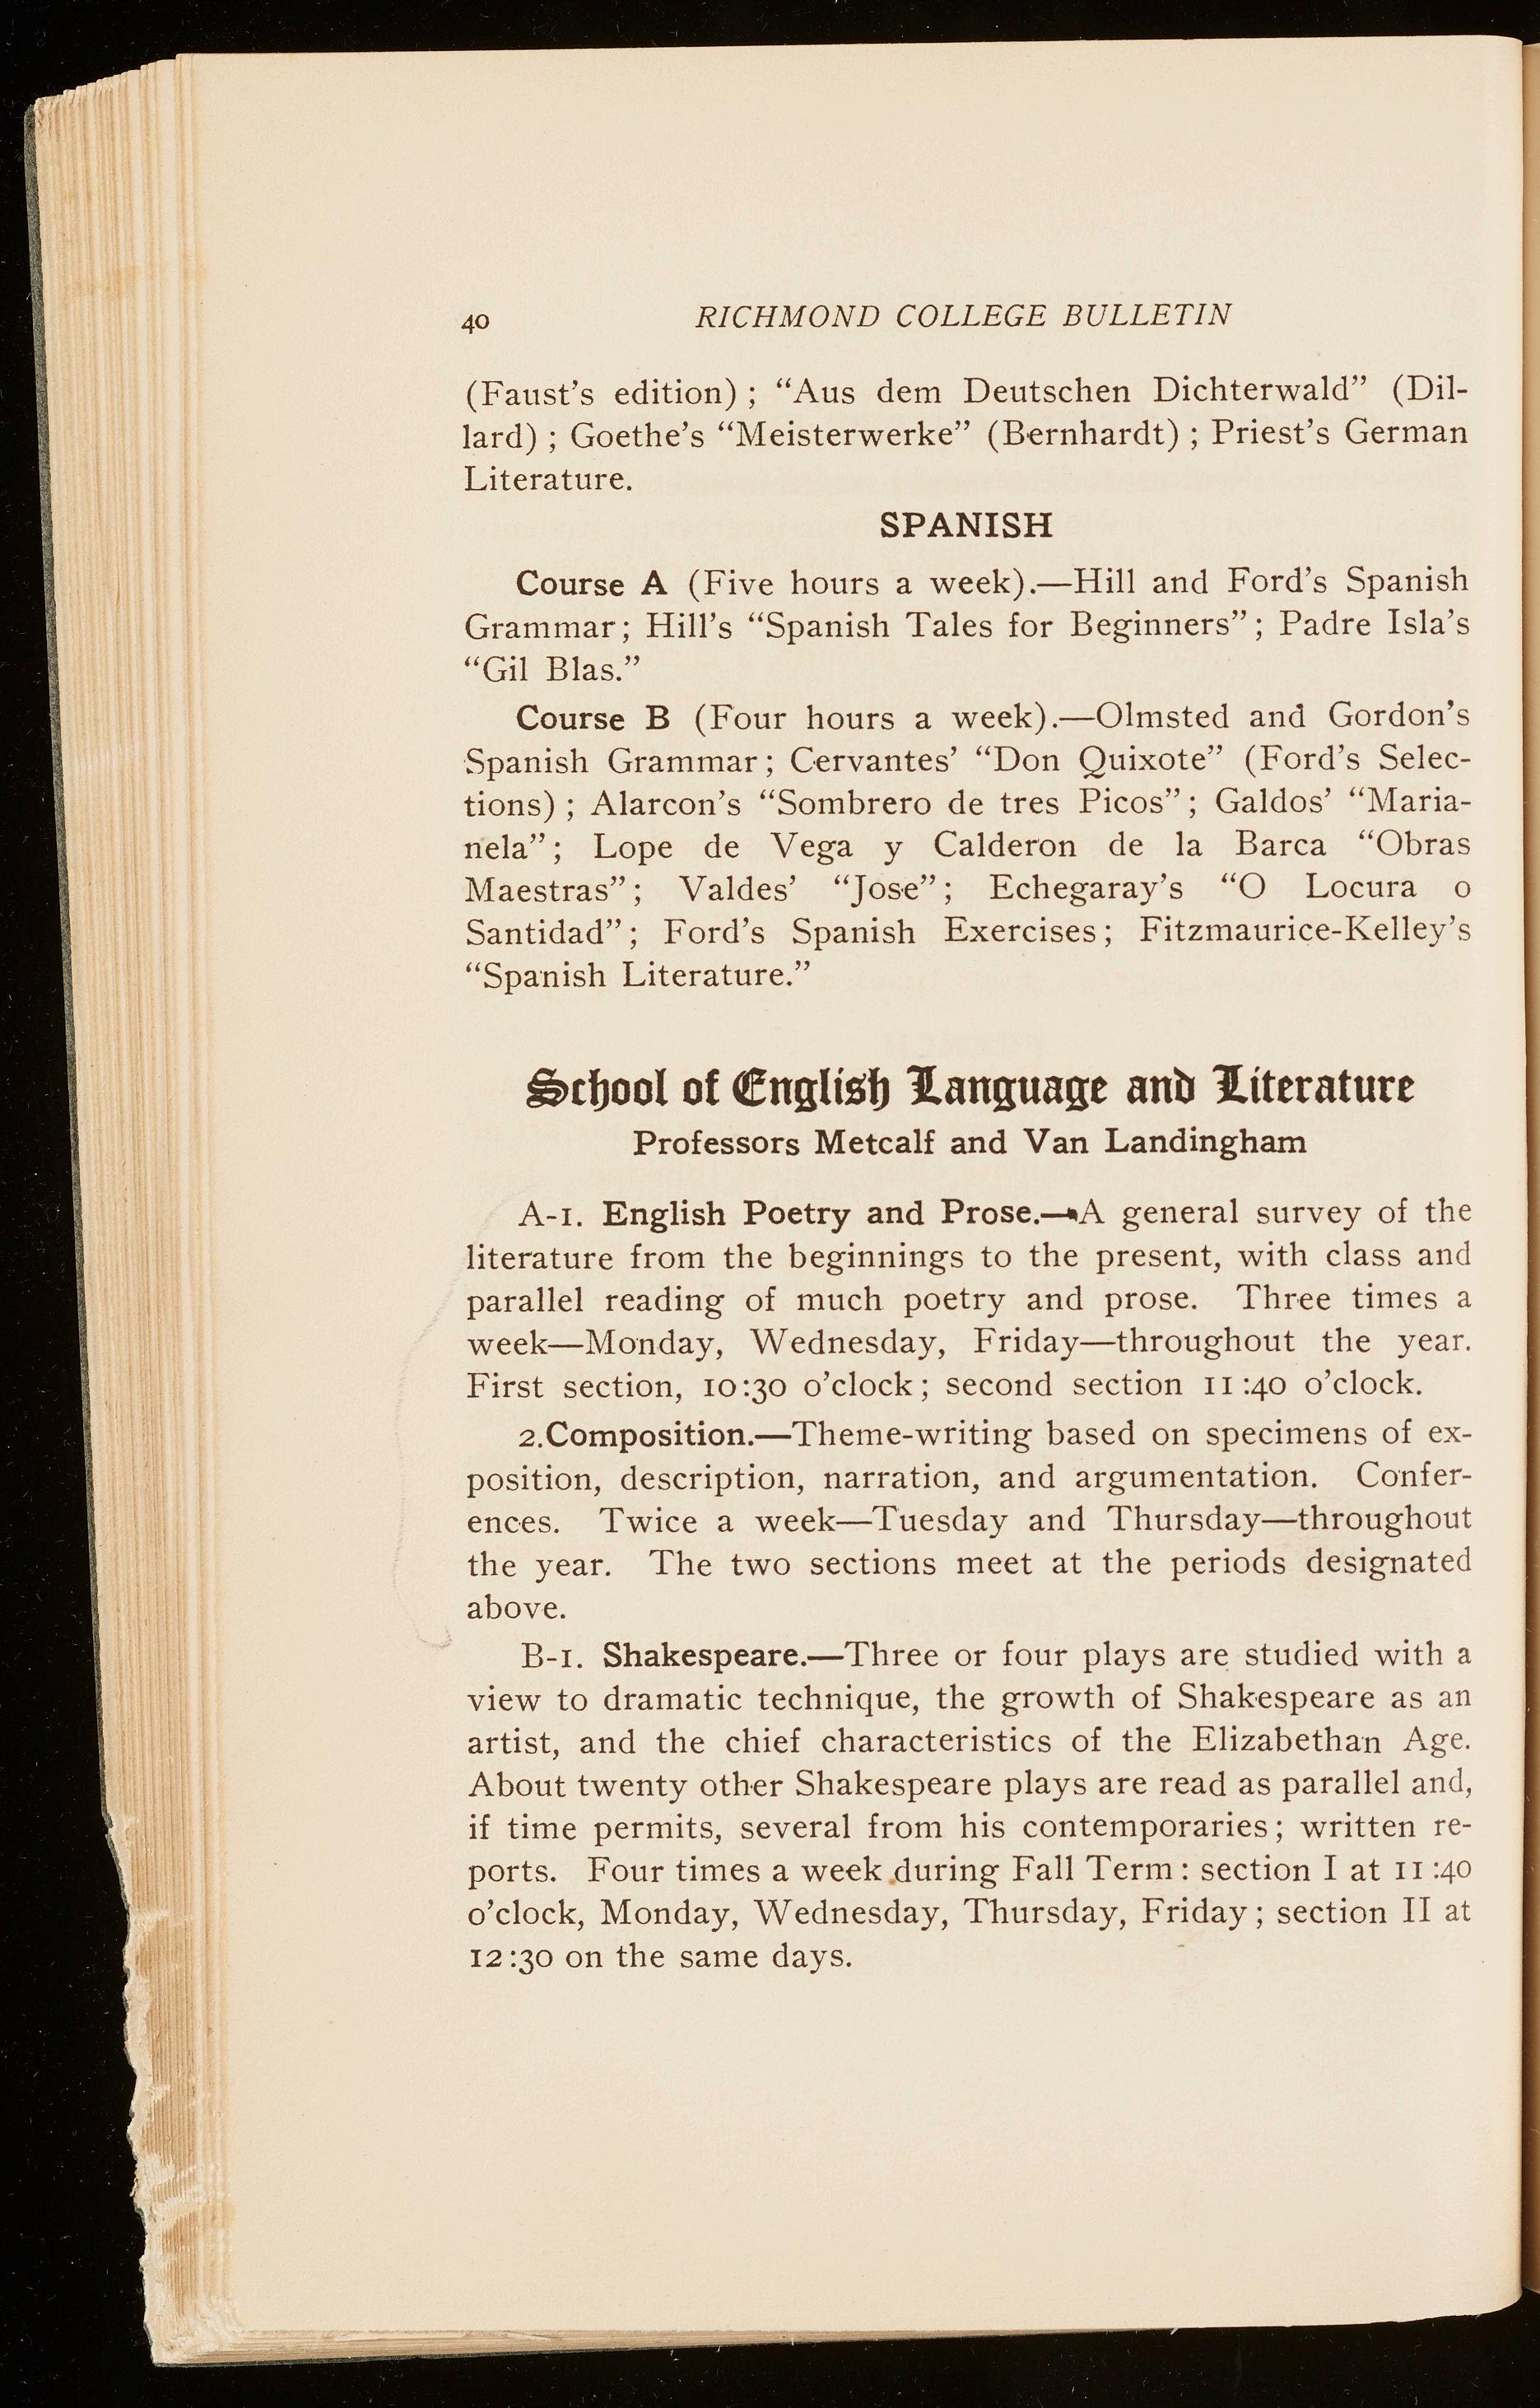 40 RICHMOND COLLEGE BULLETIN
(Faust's edition) ; “Aus dem Deutschen Dichterwald” (Dil-
lard) ; Goethe's “Meisterwerke” (Bernhardt) ; Priest's German
Literature.
SPANISH
Course A (Five hours a week).—Hill and Ford's Spanish
Grammar; Hill's “Spanish Tales for Beginners”; Padre Isla's
“Gil Blas.”
Course B (Four hours a week).—Olmsted and Gordon's
Spanish Grammar; Cervantes' “Don Quixote” (Ford's Selec-
tions) ; Alarcon's “Sombrero de tres Picos”; Galdos' “Maria-
nela”; Lope de Vega y Calderon de la Barca “Obras
Maestras”; Valdes' “Jose”; Echegaray's “O Locura o
Santidad”; Ford's Spanish Exercises; Fitzmaurice-Kelley's
“Spanish Literature.”
School of English Language and Literature
Professors Metcalf and Van Landingham
A-1. English Poetry and Prose.—A general survey of the
literature from the beginnings to the present, with class and
parallel reading of much poetry and prose. Three times a
week—Monday, Wednesday, Friday—throughout the year.
First section, 10:30 o'clock; second section 11:40 o'clock.
2.Composition.—Theme-writing based on specimens of ex-
position, description, narration, and argumentation. Confer-
ences. Twice a week—Tuesday and Thursday—throughout
the year. The two sections meet at the periods designated
above.
B-1. Shakespeare.—Three or four plays are studied with a
view to dramatic technique, the growth of Shakespeare as an
artist, and the chief characteristics of the Elizabethan Age.
About twenty other Shakespeare plays are read as parallel and,
if time permits, several from his contemporaries; written re-
ports. Four times a week during Fall Term: section I at 11:40
o'clock, Monday, Wednesday, Thursday, Friday; section II at
12:30 on the same days.